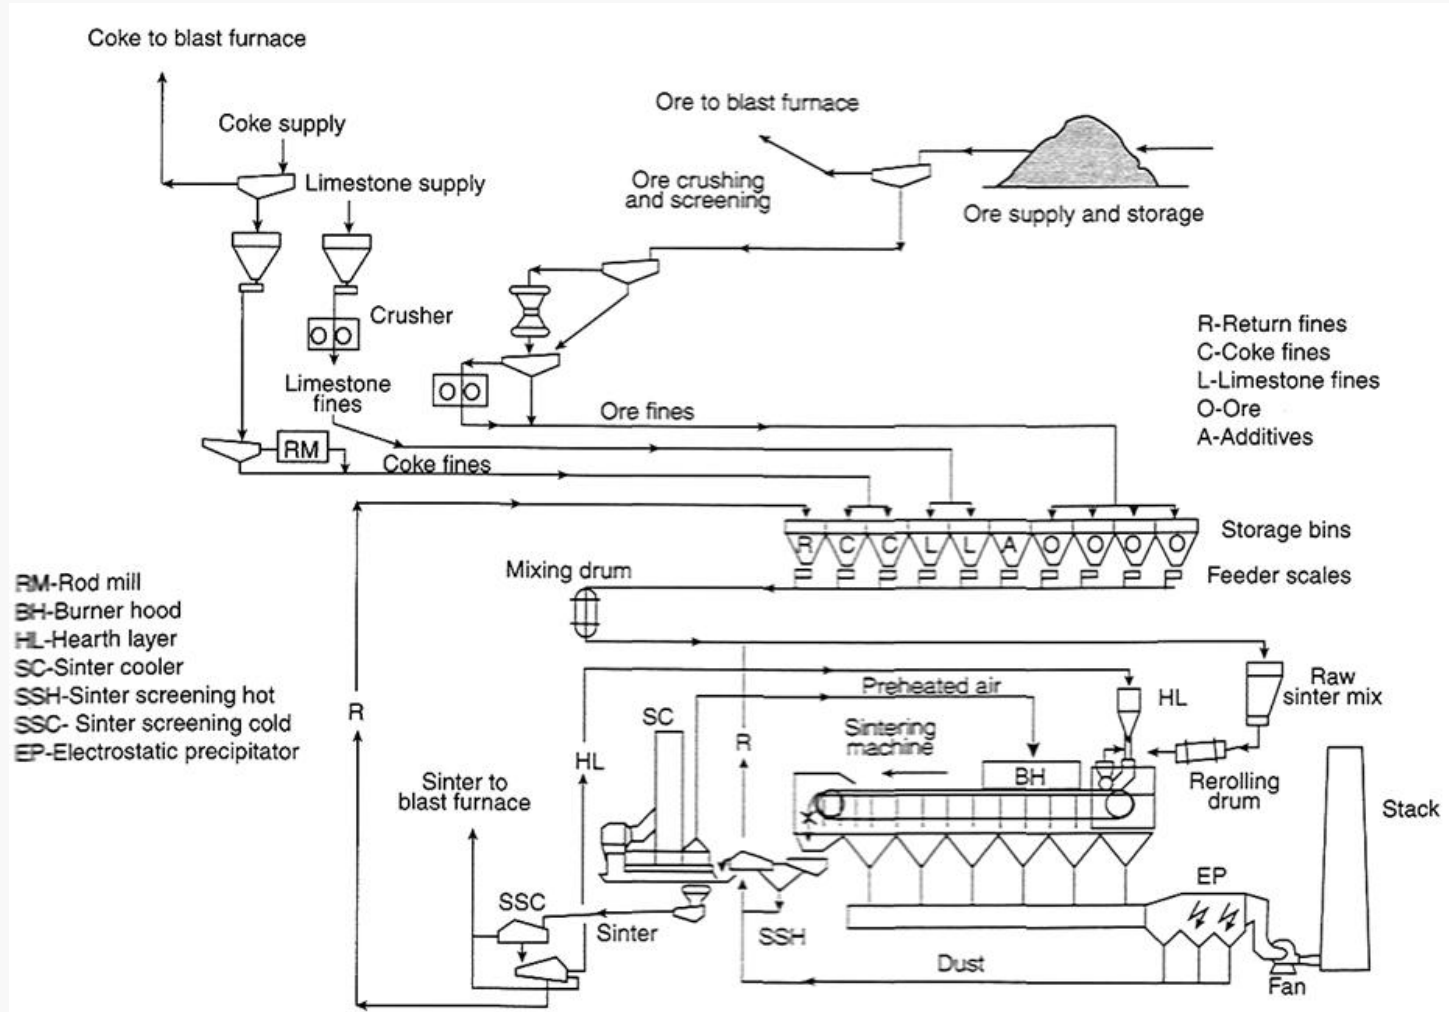 Coke to blast furnace
Ore to blast furnace
Coke supply
Limestone supply
Ore crushing
and screening
Ore supply and storage
Crusher
R-Return fines
C-Coke fines
L-Limestone fines
O-Ore
A-Additives
Limestone
fines
Ore fines
RM
Coke fines
R C C L L A O O O O
Storage bins
Feeder scales
Mixing drum
RM-Rod mill
BH-Burner hood
HL-Hearth layer
SC-Sinter cooler
SSH-Sinter screening hot
SSC- Sinter screening cold
EP-Electrostatic precipitator
Raw
sinter mix
Preheated air
HL
SC
Sintering
machine
R
R
HL
BH
Rerolling
drum
Sinter to
blast furnace
Stack
EP
SSC
Sinter
SSH
Dust
Fan